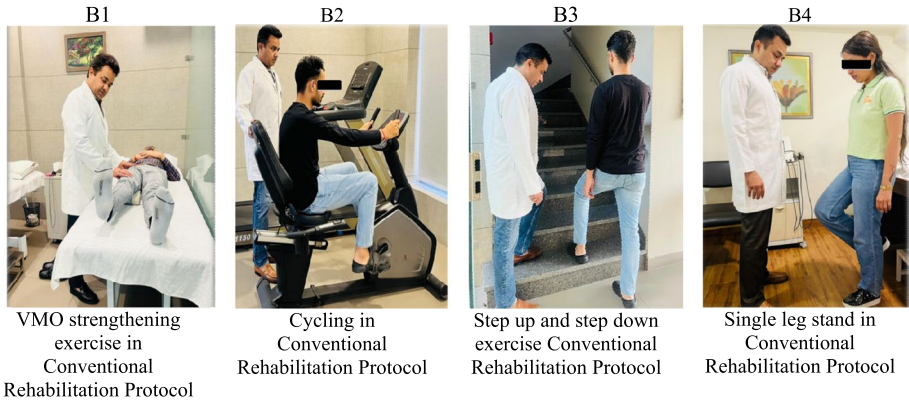 B1
B2
B3
B4
1150
VMO strengthening
exercise in
Conventional
Rehabilitation Protocol
Cycling in
Conventional
Rehabilitation Protocol
Step up and step down
exercise Conventional
Rehabilitation Protocol
Single leg stand in
Conventional
Rehabilitation Protocol